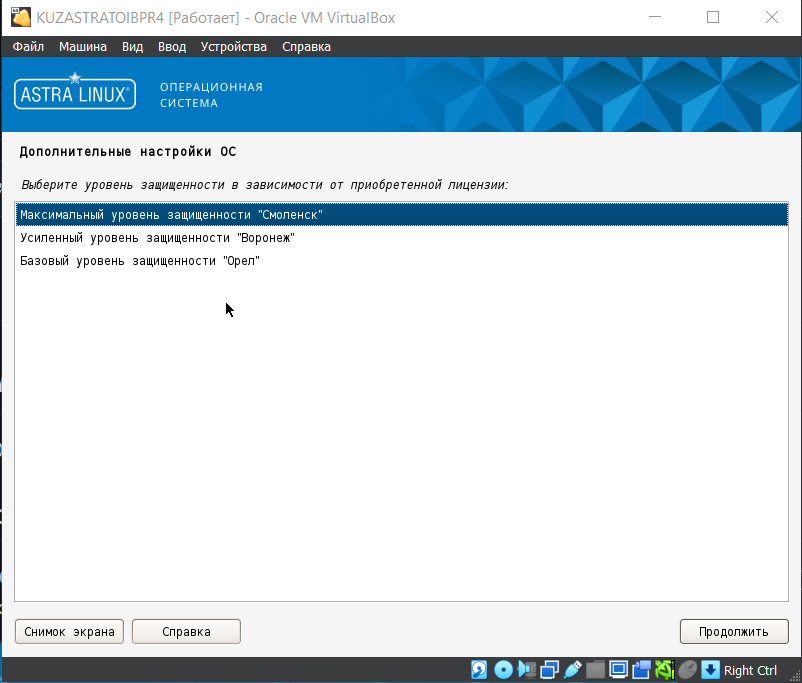 KUZASTRATOIBPR4 [Работает] - Oracle VM VirtualBox
Файл Машина Вид Ввод Устройства Справка
ASTRA LINUX® ОПЕРАЦИОННАЯ СИСТЕМА
Дополнительные настройки ОС
Выберите уровень защищенности в зависимости от приобретенной лицензии:
Максимальный уровень защищенности "Смоленск"
Усиленный уровень защищенности "Воронеж"
Базовый уровень защищенности "Орел"
Снимок экрана Справка Продолжить
Right Ctrl